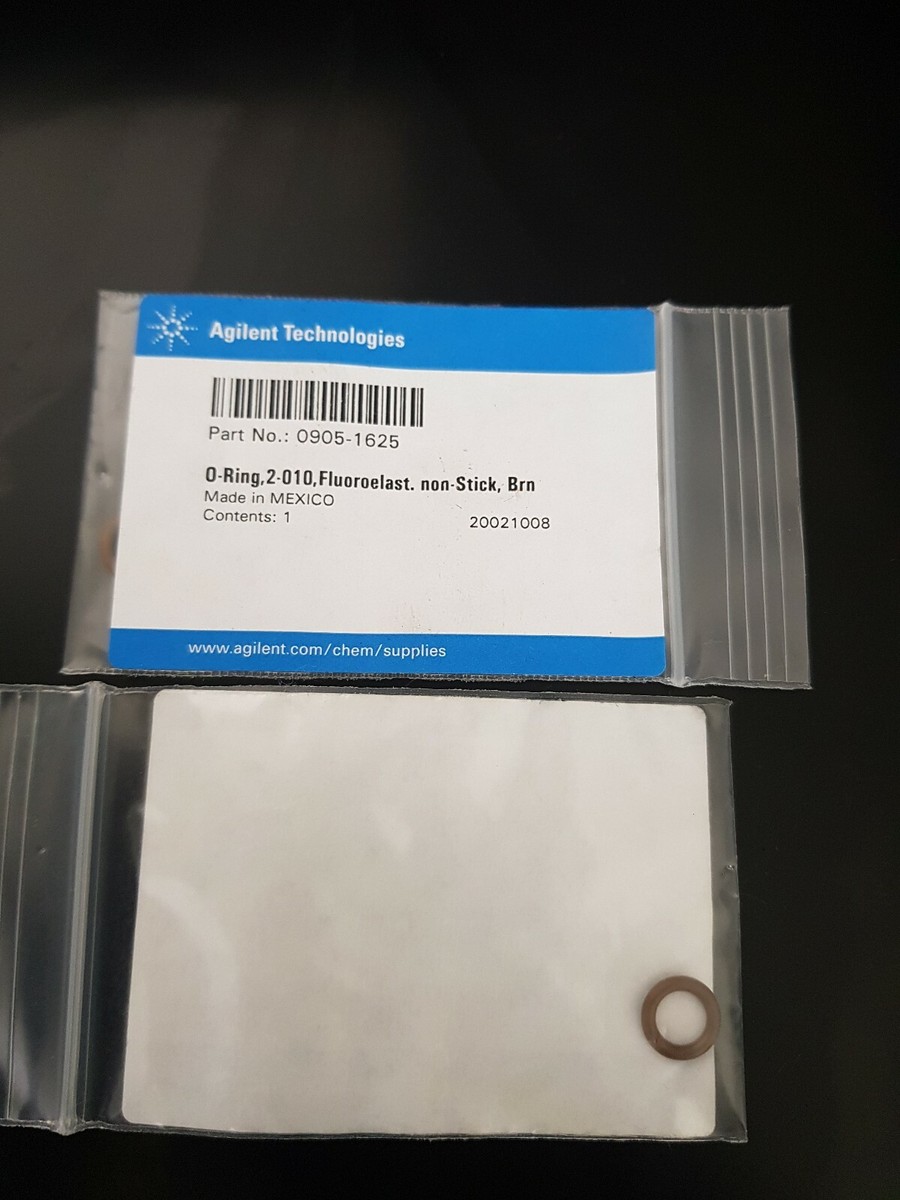 Agilent Technologies
Part No.: 0905-1625
O-Ring,2-010,Fluoroelast. non-Stick, Brn
Made in MEXICO
Contents: 1
20021008
www.agilent.com/chem/supplies